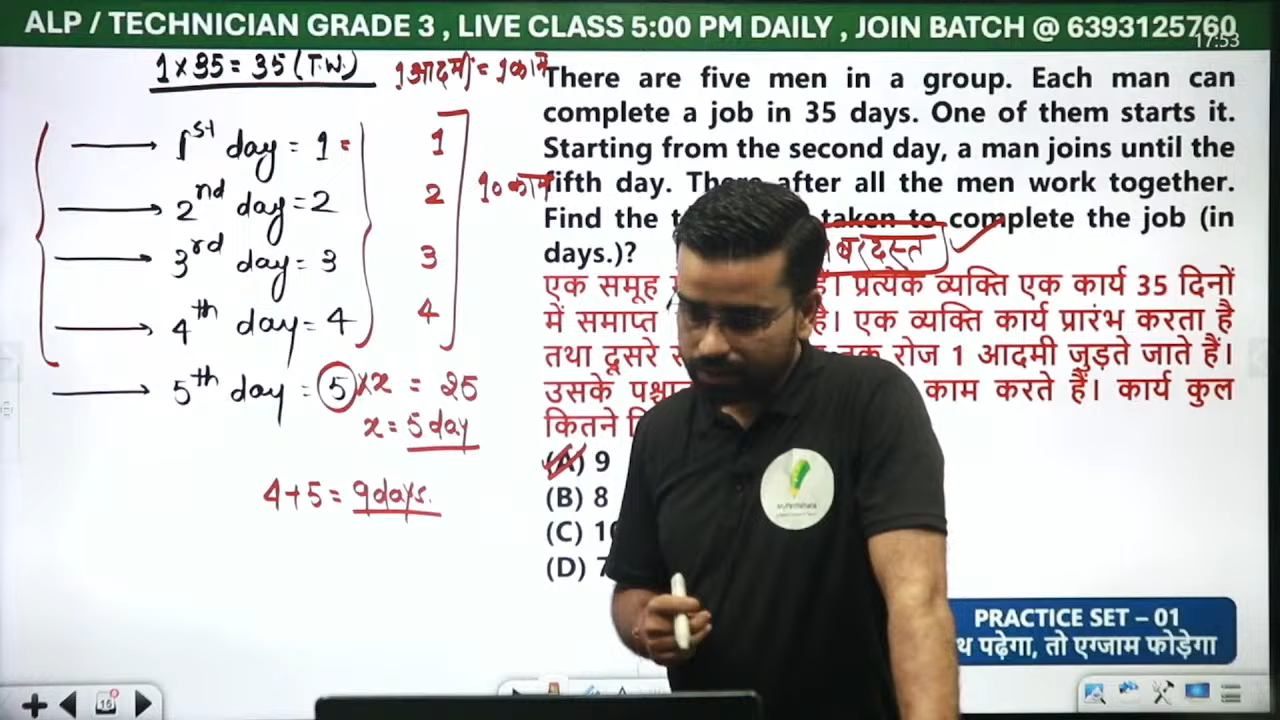 ALP / TECHNICIAN GRADE 3 , LIVE CLASS 5:00 PM DAILY , JOIN BATCH @ 6393125760
17:53
1 × 35 = 35 (T.W.)
1 आदमी = 1 काम
1st day = 1 = 1
2nd day = 2 2
3rd day = 3 3
4th day = 4 4
10 काम
5th day = 5 × x = 25
x = 5 day
4 + 5 = 9 days.
There are five men in a group. Each man can
complete a job in 35 days. One of them starts it.
Starting from the second day, a man joins until the
fifth day. There after all the men work together.
Find the taken to complete the job (in
days.)?
एक समूह हैं। प्रत्येक व्यक्ति एक कार्य 35 दिनों
में समाप्त है। एक व्यक्ति कार्य प्रारंभ करता है
तथा दूसरे तक रोज 1 आदमी जुड़ते जाते हैं।
उसके काम करते हैं। कार्य कुल
कितने
(A) 9
(B) 8
(C)
(D) 7
PRACTICE SET – 01
पढ़ेगा, तो एग्जाम फोड़ेगा
15